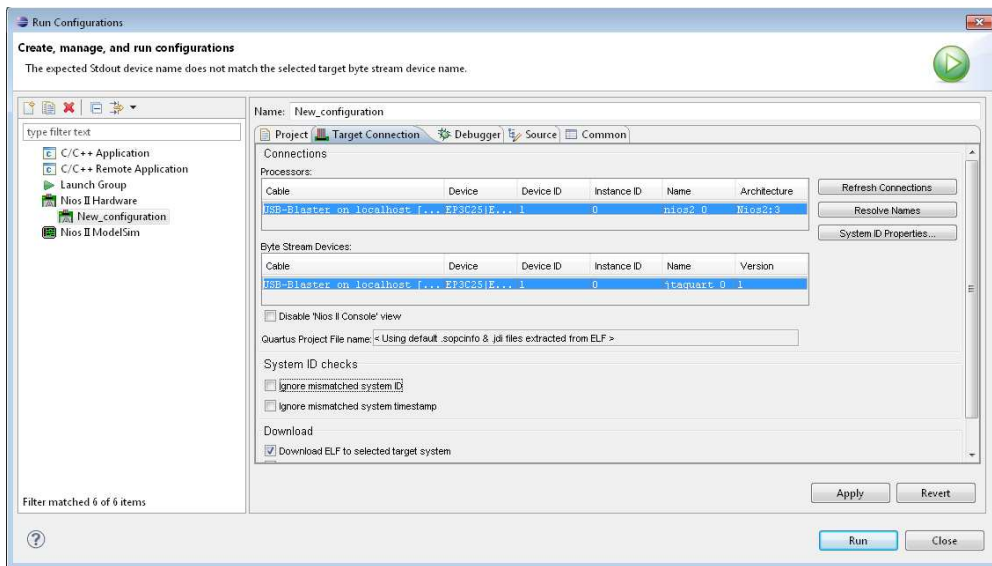 Run Configurations
Create, manage, and run configurations
The expected Stdout device name does not match the selected target byte stream device name.
type filter text
C/C++ Application
C/C++ Remote Application
Launch Group
Nios II Hardware
New_configuration
Nios II ModelSim
Filter matched 6 of 6 items
Name: New_configuration
Project Target Connection Debugger Source Common
Connections
Processors:
Cable Device Device ID Instance ID Name Architecture
USB-Blaster on localhost [... EP3C25|E... 1 0 nios2_0 Nios2:3
Refresh Connections
Resolve Names
System ID Properties...
Byte Stream Devices:
Cable Device Device ID Instance ID Name Version
USB-Blaster on localhost [... EP3C25|E... 1 0 jtaguart_0 1
Disable 'Nios II Console' view
Quartus Project File name: < Using default .sopcinfo & .jdi files extracted from ELF >
System ID checks
Ignore mismatched system ID
Ignore mismatched system timestamp
Download
Download ELF to selected target system
Apply Revert
? Run Close